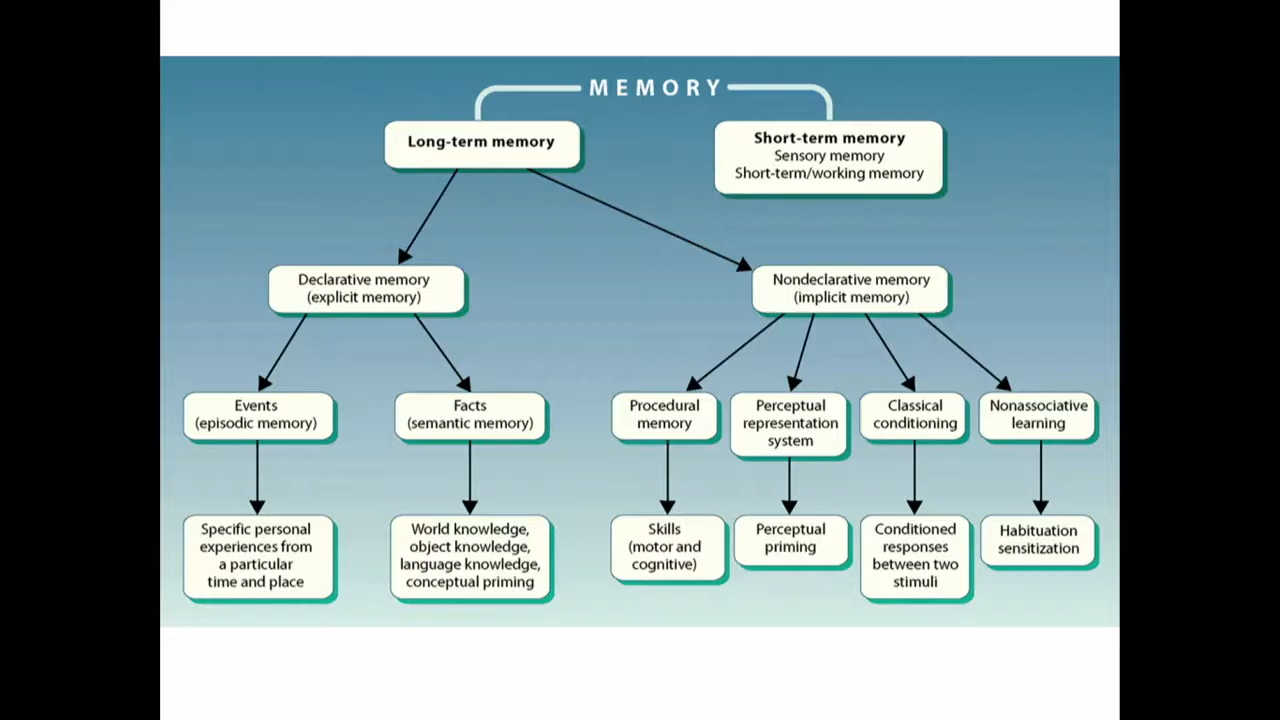 MEMORY
Long-term memory
Short-term memory
Sensory memory
Short-term/working memory
Declarative memory
(explicit memory)
Nondeclarative memory
(implicit memory)
Events
(episodic memory)
Facts
(semantic memory)
Procedural
memory
Perceptual
representation
system
Classical
conditioning
Nonassociative
learning
Specific personal
experiences from
a particular
time and place
World knowledge,
object knowledge,
language knowledge,
conceptual priming
Skills
(motor and
cognitive)
Perceptual
priming
Conditioned
responses
between two
stimuli
Habituation
sensitization